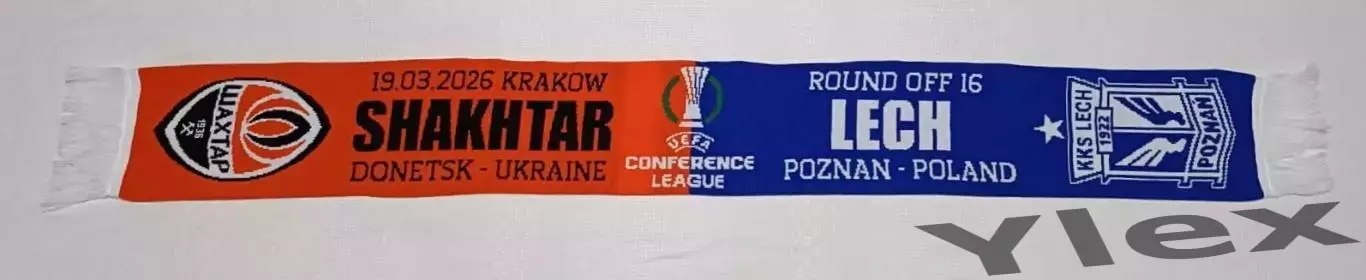 19.03.2026 KRAKOW
SHAKHTAR
DONETSK - UKRAINE
ШАХТАР
1936
UEFA
CONFERENCE
LEAGUE
ROUND OFF 16
LECH
POZNAN - POLAND
KKS LECH
1922
POZNAŃ
Ylex